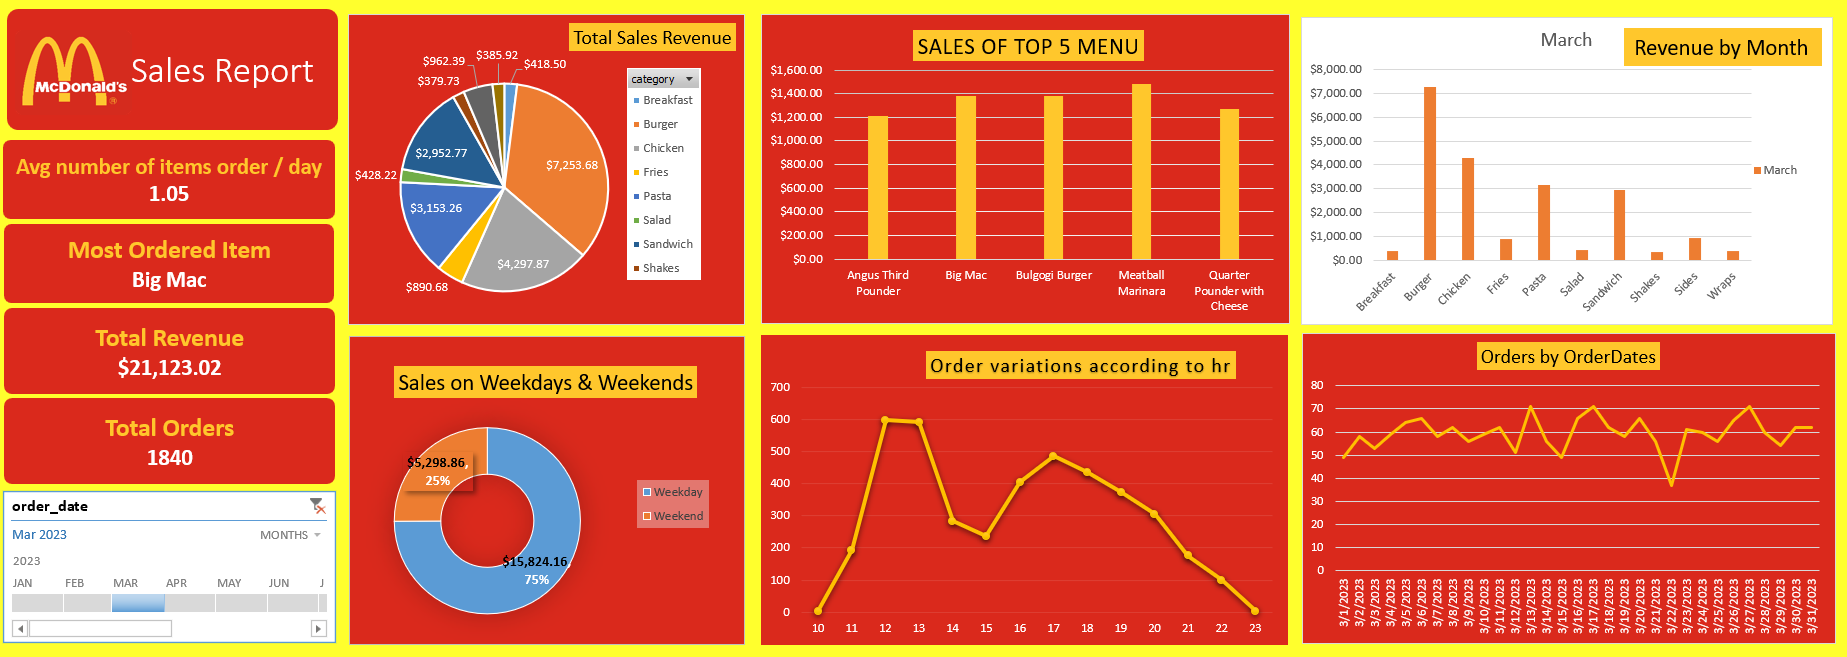 McDonald's
®
Sales Report
Avg number of items order / day
1.05
Most Ordered Item
Big Mac
Total Revenue
$21,123.02
Total Orders
1840
order_date
Mar 2023
MONTHS
2023
JAN FEB MAR APR MAY JUN J
Total Sales Revenue
$385.92
$962.39
$418.50
$379.73
$2,952.77
$7,253.68
$428.22
$3,153.26
$4,297.87
$890.68
category
Breakfast
Burger
Chicken
Fries
Pasta
Salad
Sandwich
Shakes
SALES OF TOP 5 MENU
$1,600.00
$1,400.00
$1,200.00
$1,000.00
$800.00
$600.00
$400.00
$200.00
$0.00
Angus Third
Pounder
Big Mac
Bulgogi Burger
Meatball
Marinara
Quarter
Pounder with
Cheese
March
Revenue by Month
$8,000.00
$7,000.00
$6,000.00
$5,000.00
$4,000.00
$3,000.00
$2,000.00
$1,000.00
$0.00
Breakfast
Burger
Chicken
Fries
Pasta
Salad
Sandwich
Shakes
Sides
Wraps
March
Sales on Weekdays & Weekends
$5,298.86,
25%
$15,824.16,
75%
Weekday
Weekend
Order variations according to hr
700
600
500
400
300
200
100
0
10 11 12 13 14 15 16 17 18 19 20 21 22 23
Orders by OrderDates
80
70
60
50
40
30
20
10
0
3/1/2023
3/2/2023
3/3/2023
3/4/2023
3/5/2023
3/6/2023
3/7/2023
3/8/2023
3/9/2023
3/10/2023
3/11/2023
3/12/2023
3/13/2023
3/14/2023
3/15/2023
3/16/2023
3/17/2023
3/18/2023
3/19/2023
3/20/2023
3/21/2023
3/22/2023
3/23/2023
3/24/2023
3/25/2023
3/26/2023
3/27/2023
3/28/2023
3/29/2023
3/30/2023
3/31/2023